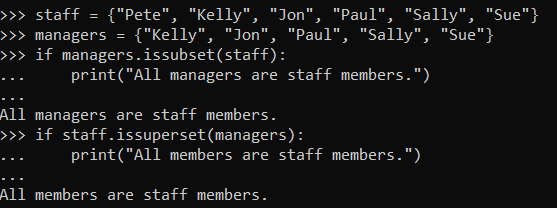 >>> staff = {"Pete", "Kelly", "Jon", "Paul", "Sally", "Sue"}
>>> managers = {"Kelly", "Jon", "Paul", "Sally", "Sue"}
>>> if managers.issubset(staff):
...     print("All managers are staff members.")
...
All managers are staff members.
>>> if staff.issuperset(managers):
...     print("All members are staff members.")
...
All members are staff members.